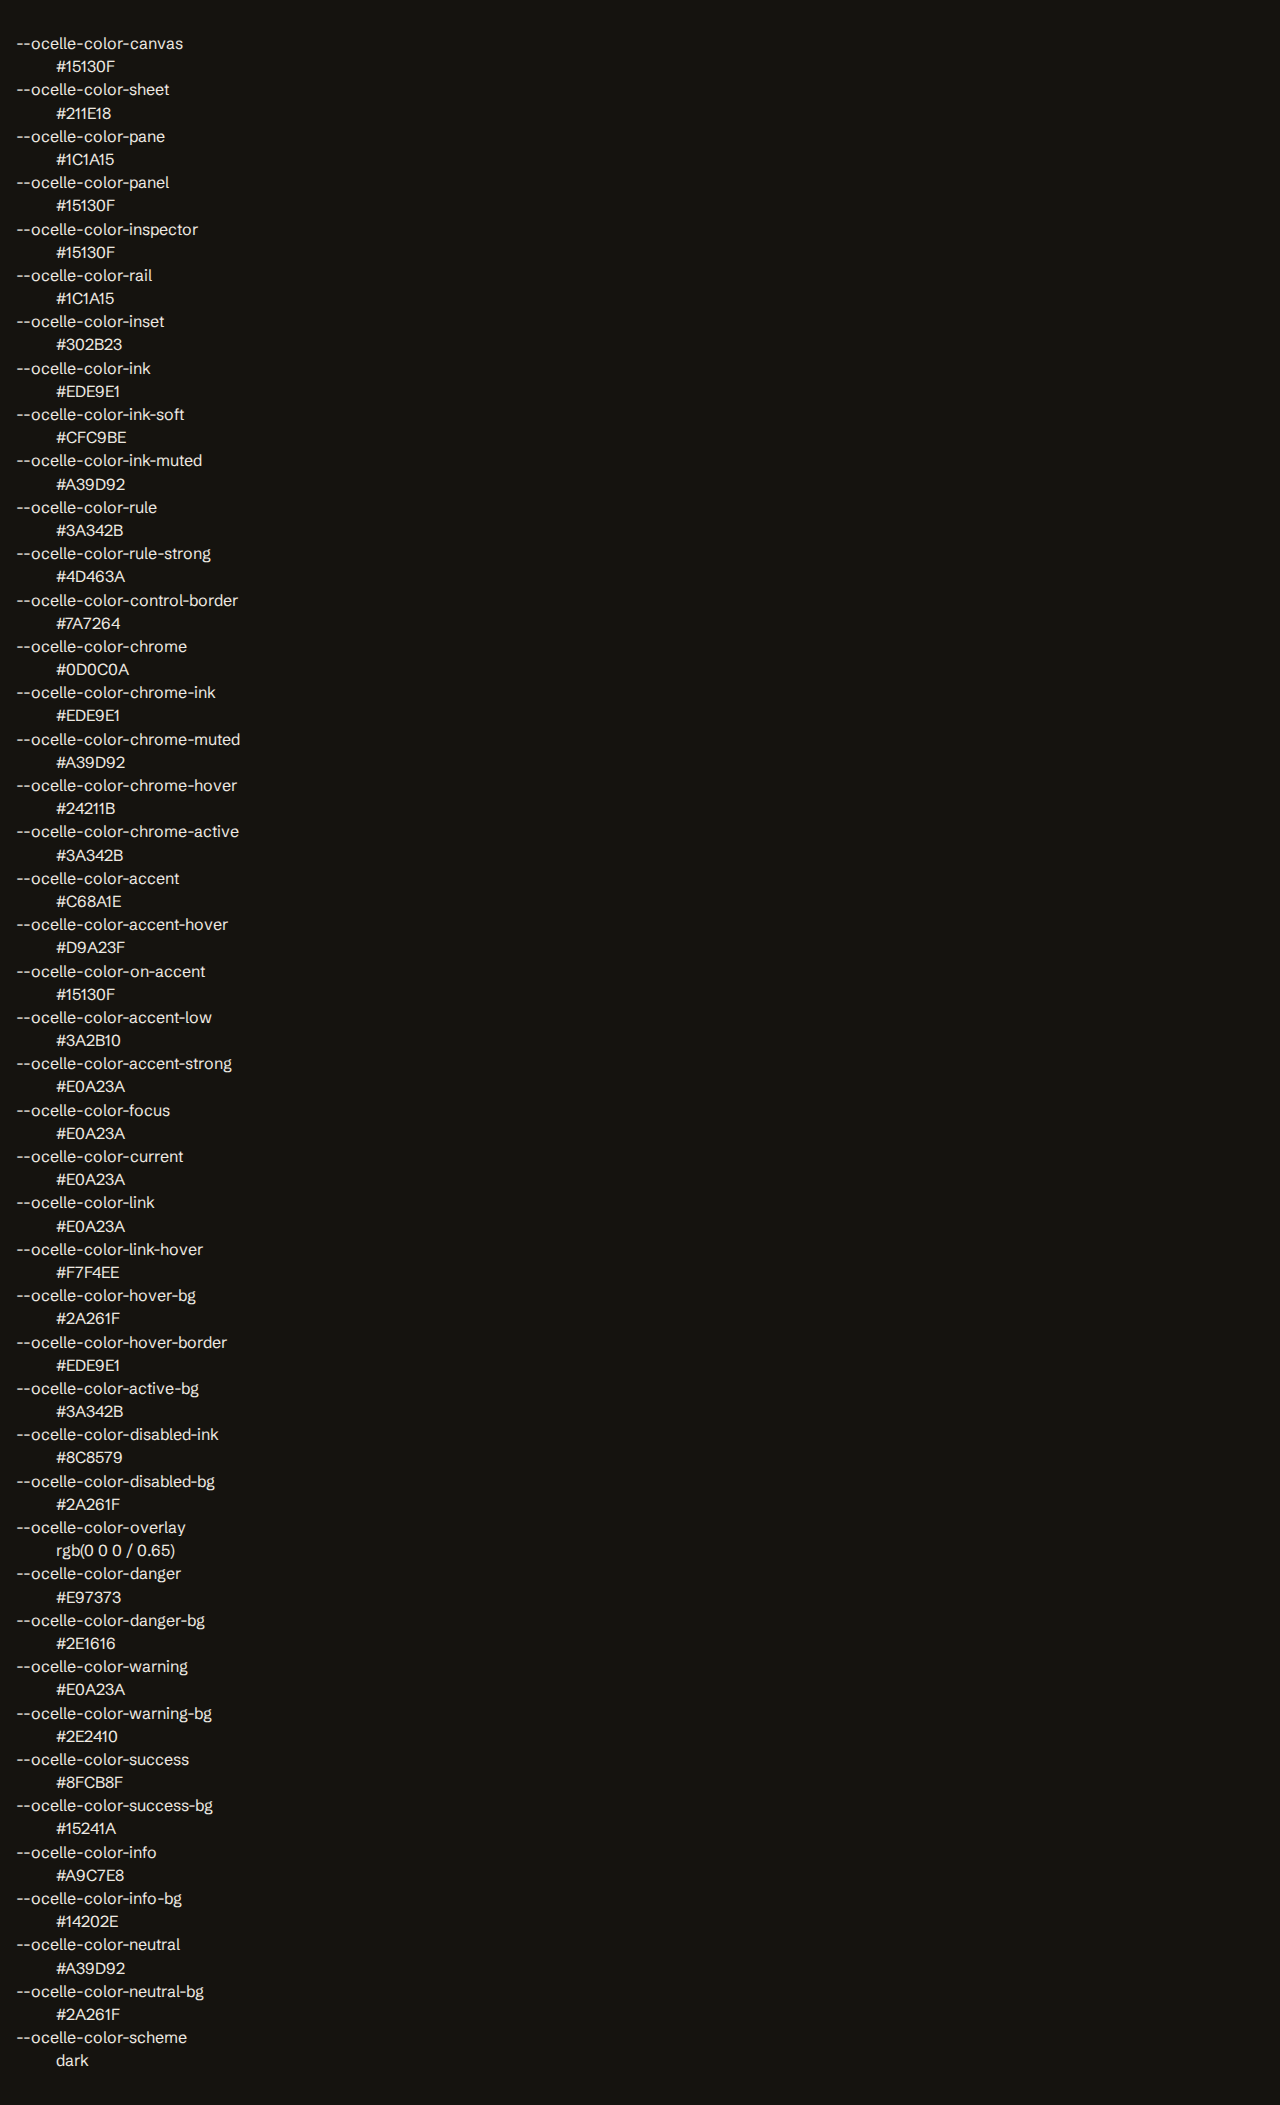 --ocelle-color-canvas
#15130F
--ocelle-color-sheet
#211E18
--ocelle-color-pane
#1C1A15
--ocelle-color-panel
#15130F
--ocelle-color-inspector
#15130F
--ocelle-color-rail
#1C1A15
--ocelle-color-inset
#302B23
--ocelle-color-ink
#EDE9E1
--ocelle-color-ink-soft
#CFC9BE
--ocelle-color-ink-muted
#A39D92
--ocelle-color-rule
#3A342B
--ocelle-color-rule-strong
#4D463A
--ocelle-color-control-border
#7A7264
--ocelle-color-chrome
#0D0C0A
--ocelle-color-chrome-ink
#EDE9E1
--ocelle-color-chrome-muted
#A39D92
--ocelle-color-chrome-hover
#24211B
--ocelle-color-chrome-active
#3A342B
--ocelle-color-accent
#C68A1E
--ocelle-color-accent-hover
#D9A23F
--ocelle-color-on-accent
#15130F
--ocelle-color-accent-low
#3A2B10
--ocelle-color-accent-strong
#E0A23A
--ocelle-color-focus
#E0A23A
--ocelle-color-current
#E0A23A
--ocelle-color-link
#E0A23A
--ocelle-color-link-hover
#F7F4EE
--ocelle-color-hover-bg
#2A261F
--ocelle-color-hover-border
#EDE9E1
--ocelle-color-active-bg
#3A342B
--ocelle-color-disabled-ink
#8C8579
--ocelle-color-disabled-bg
#2A261F
--ocelle-color-overlay
rgb(0 0 0 / 0.65)
--ocelle-color-danger
#E97373
--ocelle-color-danger-bg
#2E1616
--ocelle-color-warning
#E0A23A
--ocelle-color-warning-bg
#2E2410
--ocelle-color-success
#8FCB8F
--ocelle-color-success-bg
#15241A
--ocelle-color-info
#A9C7E8
--ocelle-color-info-bg
#14202E
--ocelle-color-neutral
#A39D92
--ocelle-color-neutral-bg
#2A261F
--ocelle-color-scheme
dark